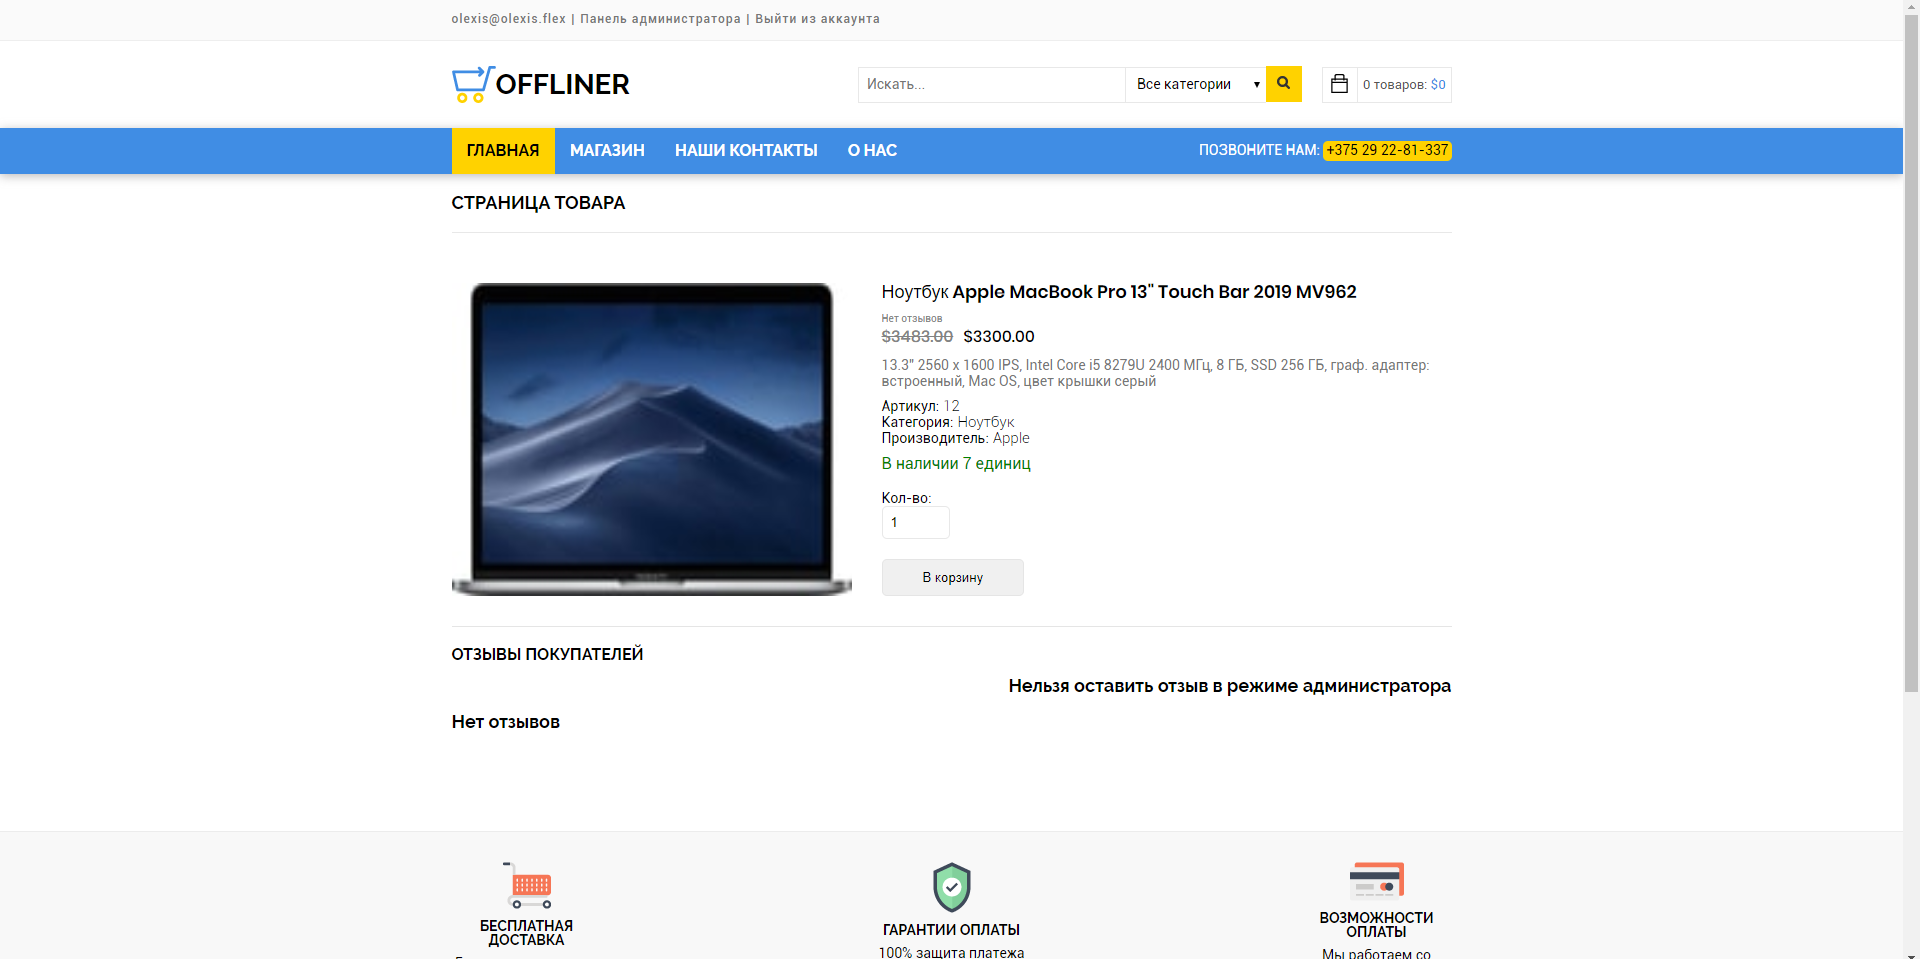 olexis@olexis.flex | Панель администратора | Выйти из аккаунта
OFFLINER
Искать...
Все категории
0 товаров: $0
ГЛАВНАЯ
МАГАЗИН
НАШИ КОНТАКТЫ
О НАС
ПОЗВОНИТЕ НАМ: +375 29 22-81-337
СТРАНИЦА ТОВАРА
Ноутбук Apple MacBook Pro 13" Touch Bar 2019 MV962
Нет отзывов
$3483.00 $3300.00
13.3" 2560 x 1600 IPS, Intel Core i5 8279U 2400 МГц, 8 ГБ, SSD 256 ГБ, граф. адаптер:
встроенный, Mac OS, цвет крышки серый
Артикул: 12
Категория: Ноутбук
Производитель: Apple
В наличии 7 единиц
Кол-во:
1
В корзину
ОТЗЫВЫ ПОКУПАТЕЛЕЙ
Нельзя оставить отзыв в режиме администратора
Нет отзывов
БЕСПЛАТНАЯ
ДОСТАВКА
ГАРАНТИИ ОПЛАТЫ
100% защита платежа
ВОЗМОЖНОСТИ
ОПЛАТЫ
Мы работаем со